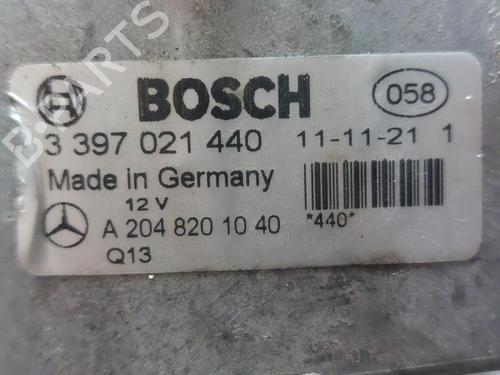 BOSCH 058
3 397 021 440 11-11-21 1
Made in Germany
12 V
A 204 820 10 40 *440*
Q13
B-PARTS